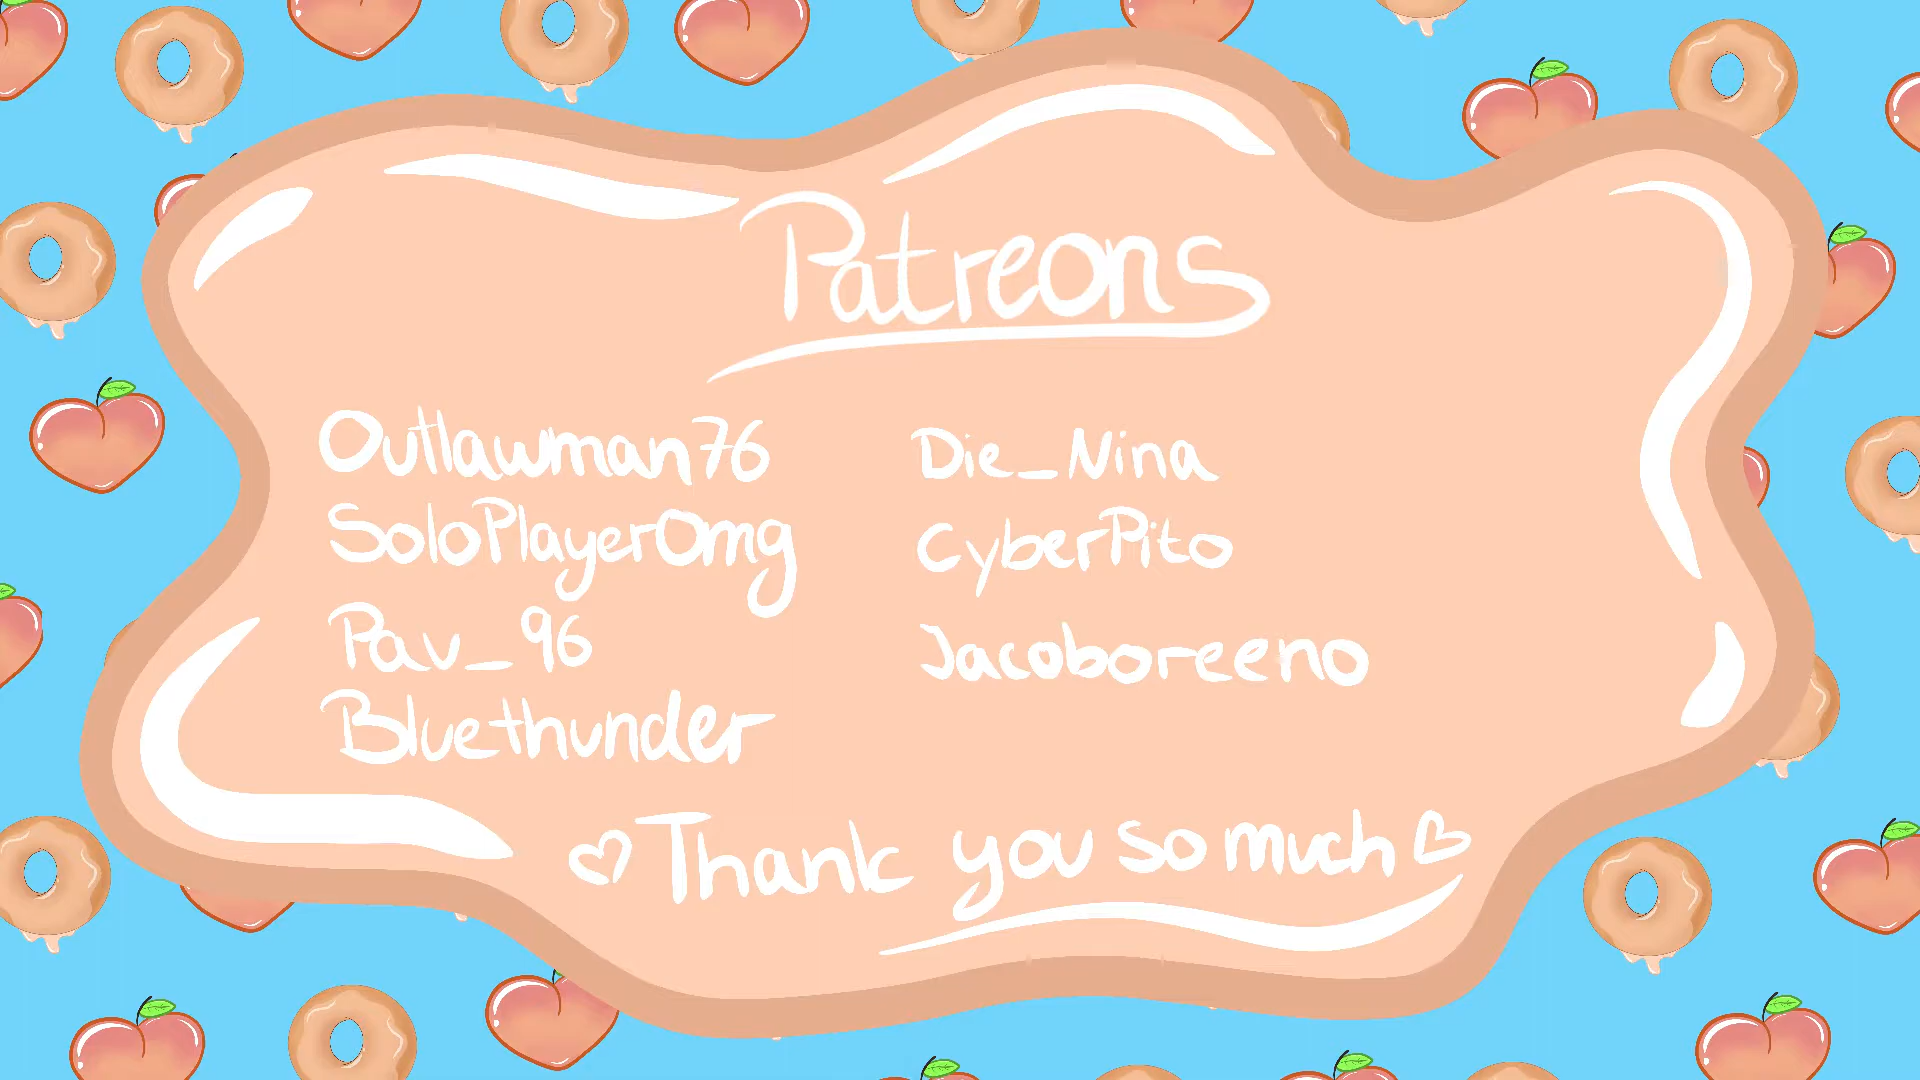 Patreons
Outlawman76
SoloPlayerOmg
Pav_96
Bluethunder
Die_Nina
CyberPito
Jacoboreeno
♡Thank you so much♡